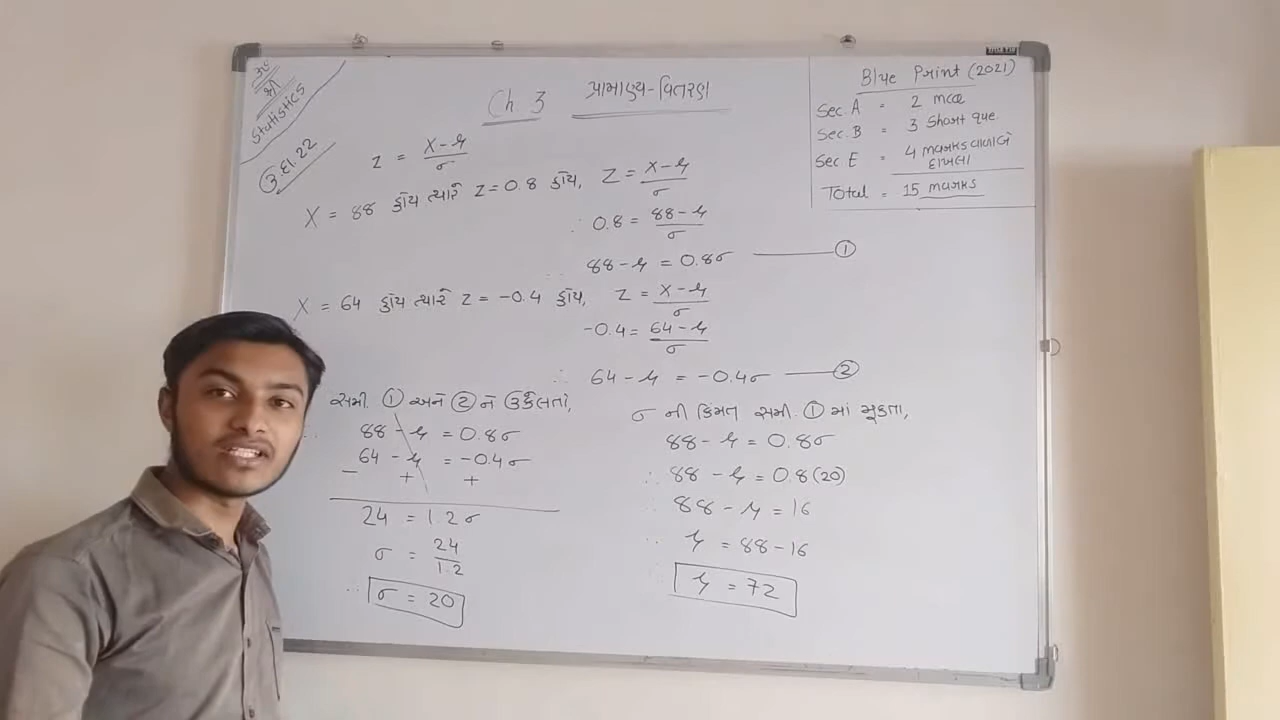 Statistics
Ch 3 પ્રામાણ્ય-વિતરણ
Z = X-μ/σ
X = 88 હોય ત્યારે Z = 0.8 હોય, Z = X-μ/σ
∴ 0.8 = 88-μ/σ
∴ 88-μ = 0.8σ ——— ①
X = 64 હોય ત્યારે Z = -0.4 હોય, Z = X-μ/σ
-0.4 = 64-μ/σ
∴ 64-μ = -0.4σ ——— ②
સમી. ① અને ② ને ઉકેલતાં,
∴ 88-μ = 0.8σ
64-μ = -0.4σ
- + +
24 = 1.2σ
σ = 24/1.2
∴ σ = 20
σ ની કિંમત સમી. ① માં મૂકતા,
88-μ = 0.8σ
∴ 88-μ = 0.8(20)
∴ 88-μ = 16
∴ μ = 88-16
∴ μ = 72
Blue Print (2021)
Sec. A = 2 mcq
Sec. B = 3 Short que.
Sec E = 4 marks વાળા બે
દાખલા
Total = 15 marks